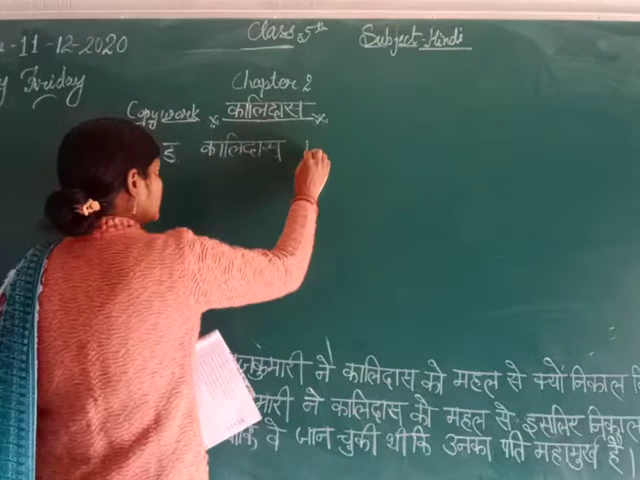 11-12-2020 Class 5th Subject-Hindi
Friday Chapter 2
Copywork कालिदास
ड कालिदास
ने कालिदास को महल से क्यों निकाल
ने कालिदास को महल से इसलिए निकाल
वे जान चुकी थी कि उनका पति महामुर्ख है।